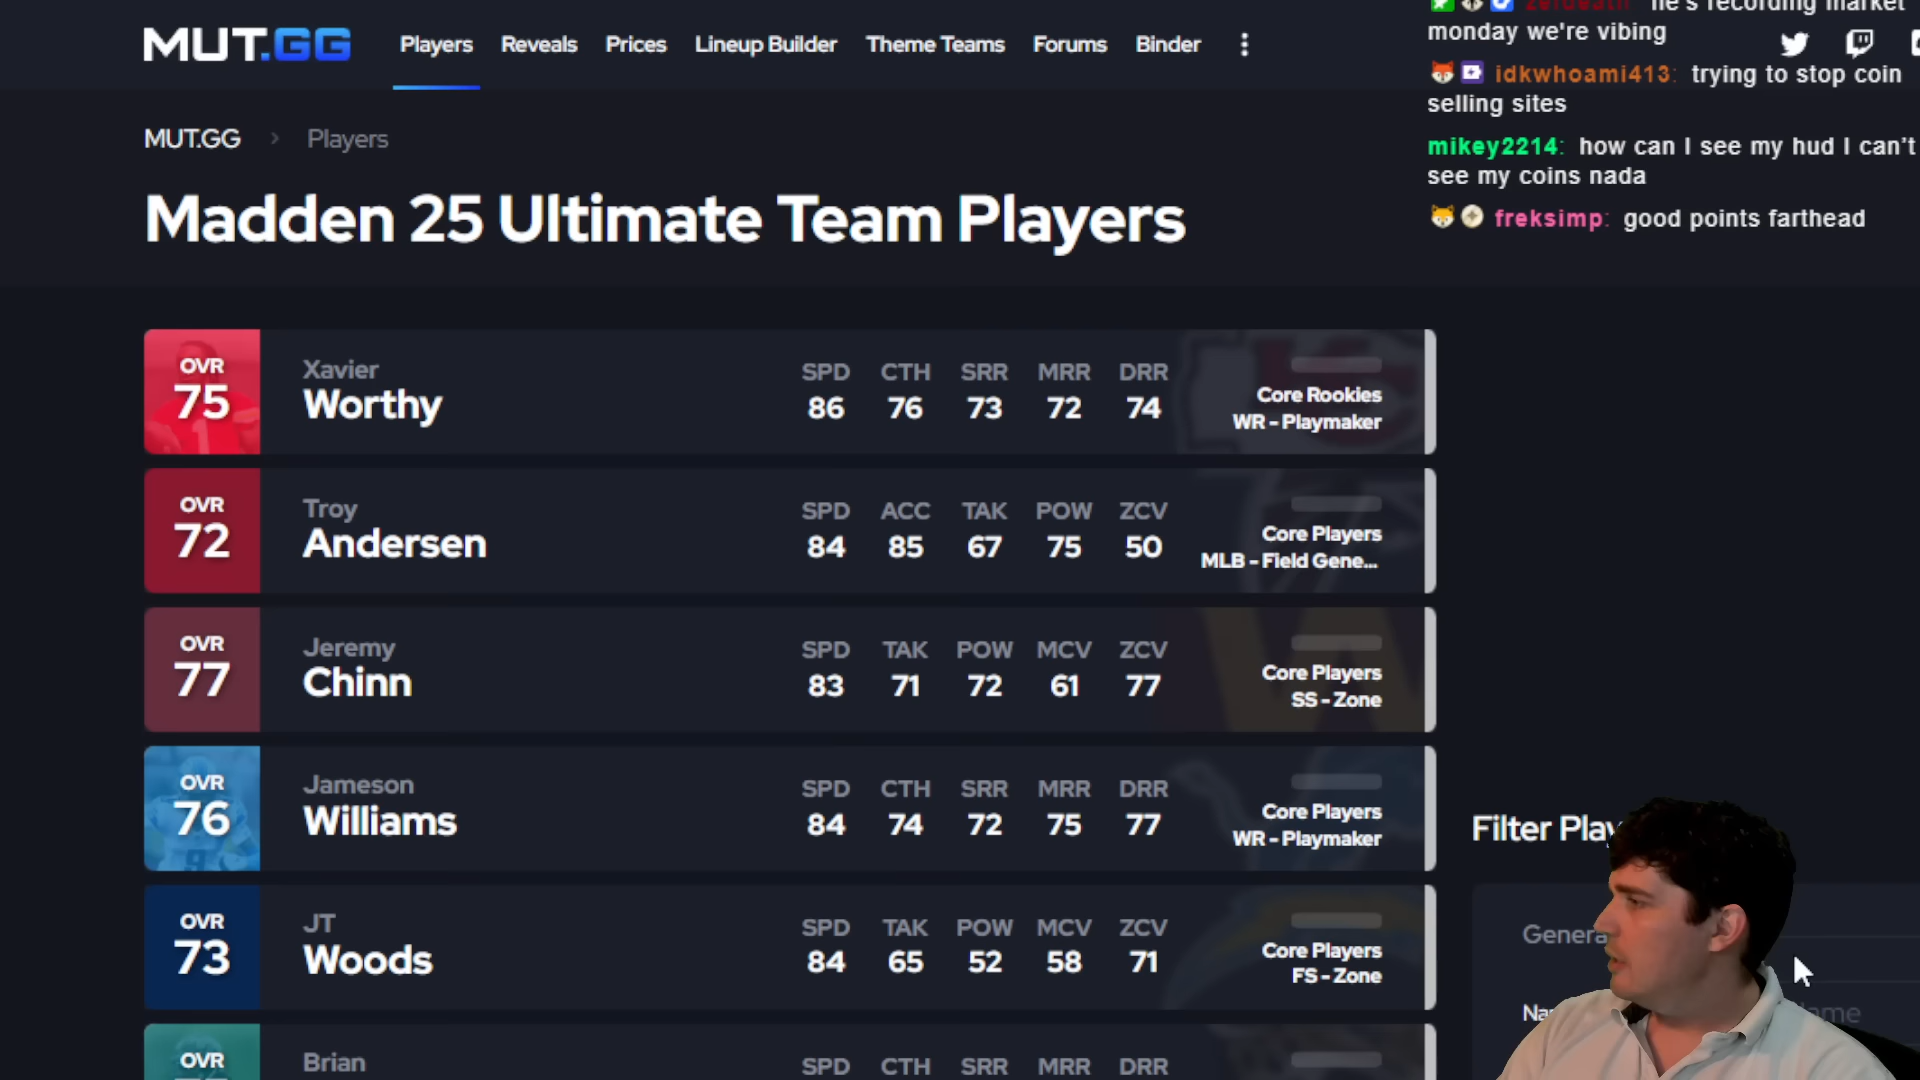 MUT.GG
Players Reveals Prices Lineup Builder Theme Teams Forums Binder
MUT.GG > Players
Madden 25 Ultimate Team Players
he's recording market
monday we're vibing
idkwhoami413: trying to stop coin
selling sites
mikey2214: how can I see my hud I can't
see my coins nada
freksimp: good points farthead
OVR
75
Xavier
Worthy
SPD CTH SRR MRR DRR
86 76 73 72 74
Core Rookies
WR - Playmaker
OVR
72
Troy
Andersen
SPD ACC TAK POW ZCV
84 85 67 75 50
Core Players
MLB - Field Gene...
OVR
77
Jeremy
Chinn
SPD TAK POW MCV ZCV
83 71 72 61 77
Core Players
SS - Zone
OVR
76
Jameson
Williams
SPD CTH SRR MRR DRR
84 74 72 75 77
Core Players
WR - Playmaker
OVR
73
JT
Woods
SPD TAK POW MCV ZCV
84 65 52 58 71
Core Players
FS - Zone
OVR
Brian
SPD CTH SRR MRR DRR
Filter